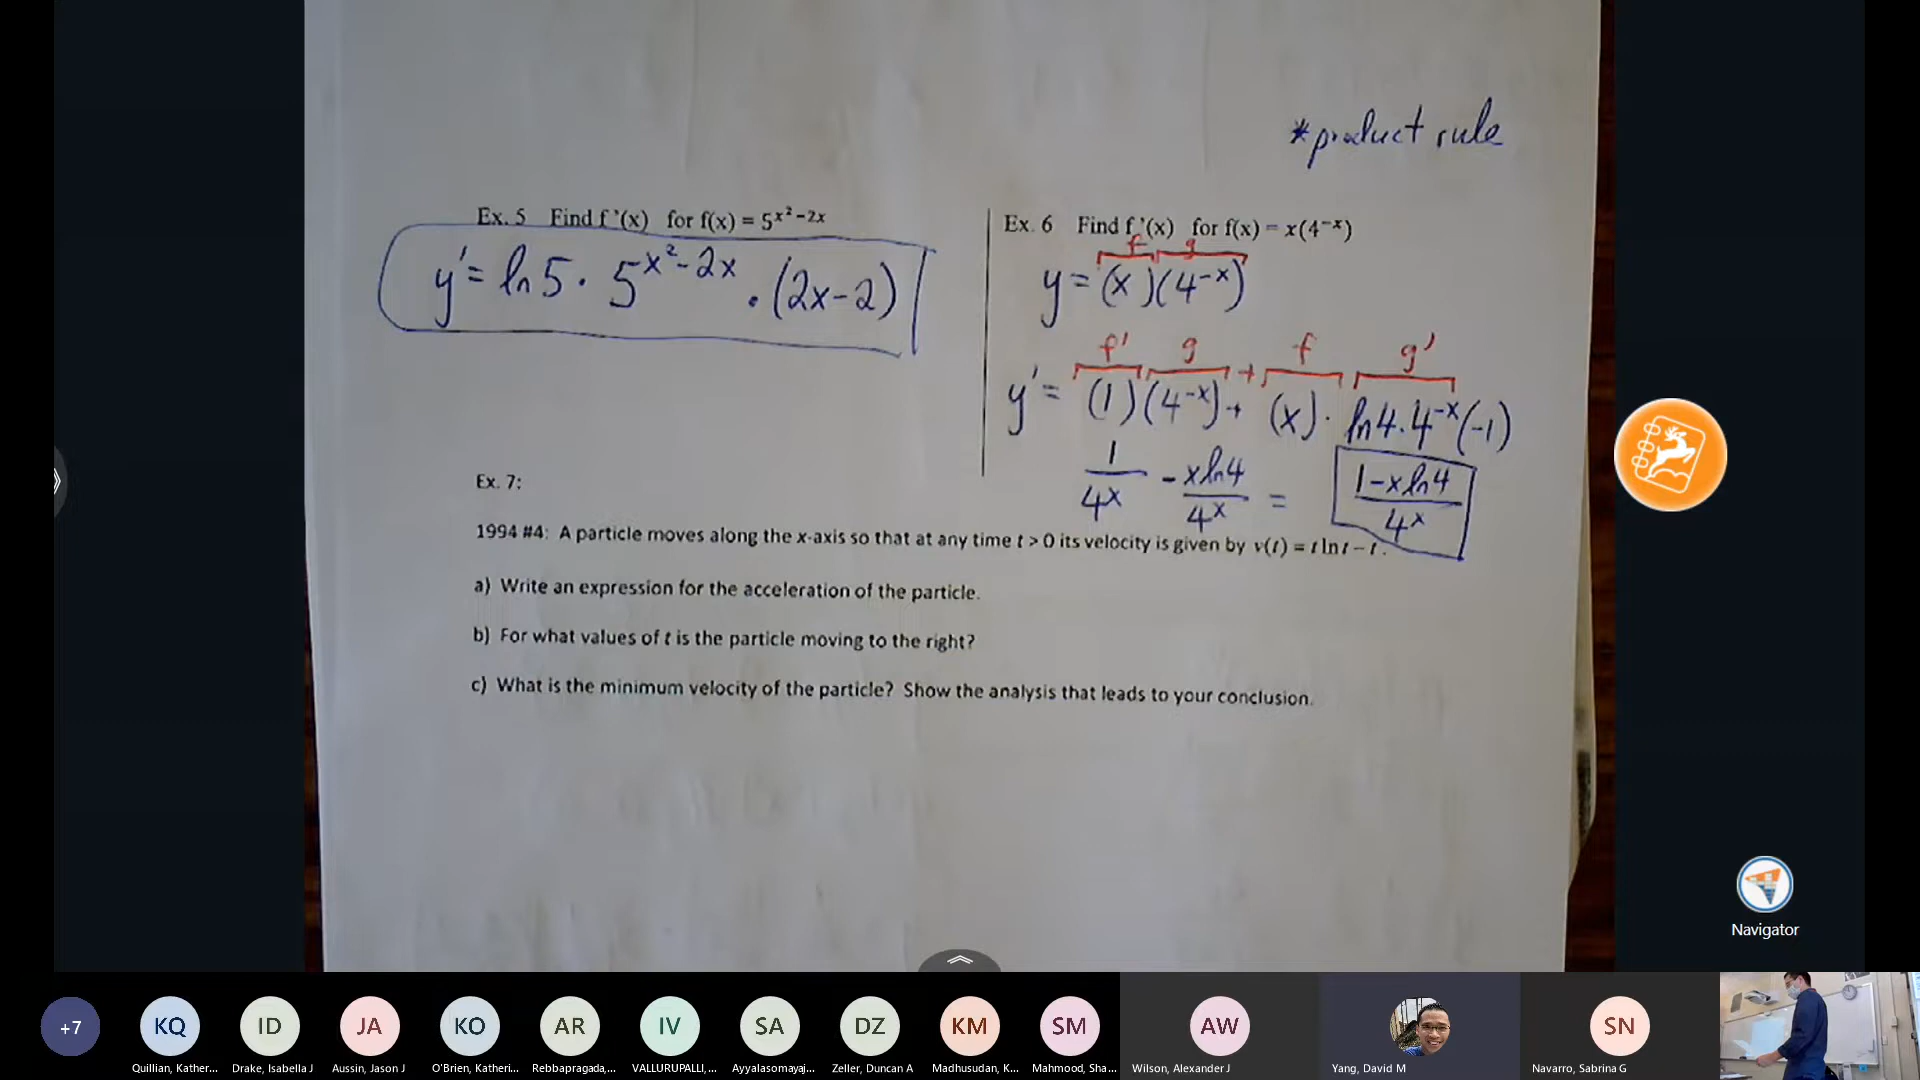 *product rule
Ex. 5 Find f '(x) for f(x) = 5^{x^2-2x}
y' = ln5 · 5^{x^2-2x} · (2x-2)
Ex. 6 Find f '(x) for f(x) = x(4^{-x})
f g
y = (x)(4^{-x})
f' g + f g'
y' = (1)(4^{-x}) + (x) · ln4 · 4^{-x}(-1)
1/4^x - xln4/4^x = 1-xln4/4^x
Ex. 7:
1994 #4: A particle moves along the x-axis so that at any time t > 0 its velocity is given by v(t) = t ln t – t .
a) Write an expression for the acceleration of the particle.
b) For what values of t is the particle moving to the right?
c) What is the minimum velocity of the particle? Show the analysis that leads to your conclusion.
Navigator
+7 KQ ID JA KO AR IV SA DZ KM SM AW SN
Quillian, Kather... Drake, Isabella J Aussin, Jason J O'Brien, Katheri... Rebbapragada,... VALLURUPALLI,... Ayyalasomayaj... Zeller, Duncan A Madhusudan, K... Mahmood, Sha... Wilson, Alexander J Yang, David M Navarro, Sabrina G